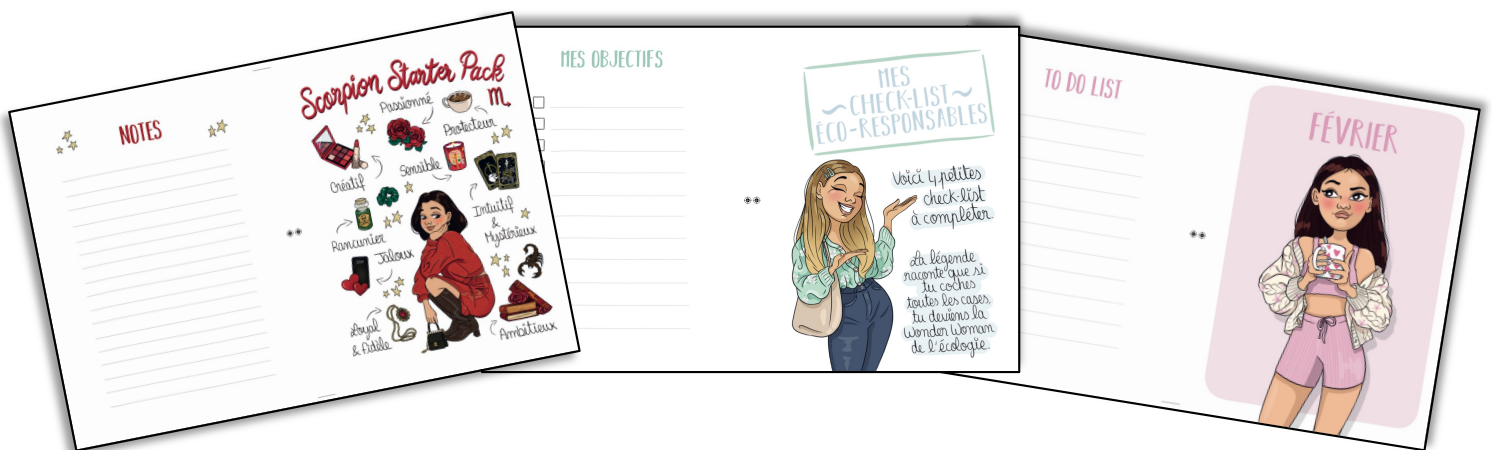 NOTES
Scorpion Starter Pack
Passionné
Protecteur
Sensible
Créatif
Intuitif
&
Mystérieux
Rancunier
Jaloux
Loyal
& Fidèle
Ambitieux
MES OBJECTIFS
MES
~CHECK-LIST~
ÉCO-RESPONSABLES
Voici 4 petites
check-list
à compléter.
La légende
raconte que si
tu coches
toutes les cases,
tu deviens la
Wonder Woman
de l'écologie.
TO DO LIST
FÉVRIER